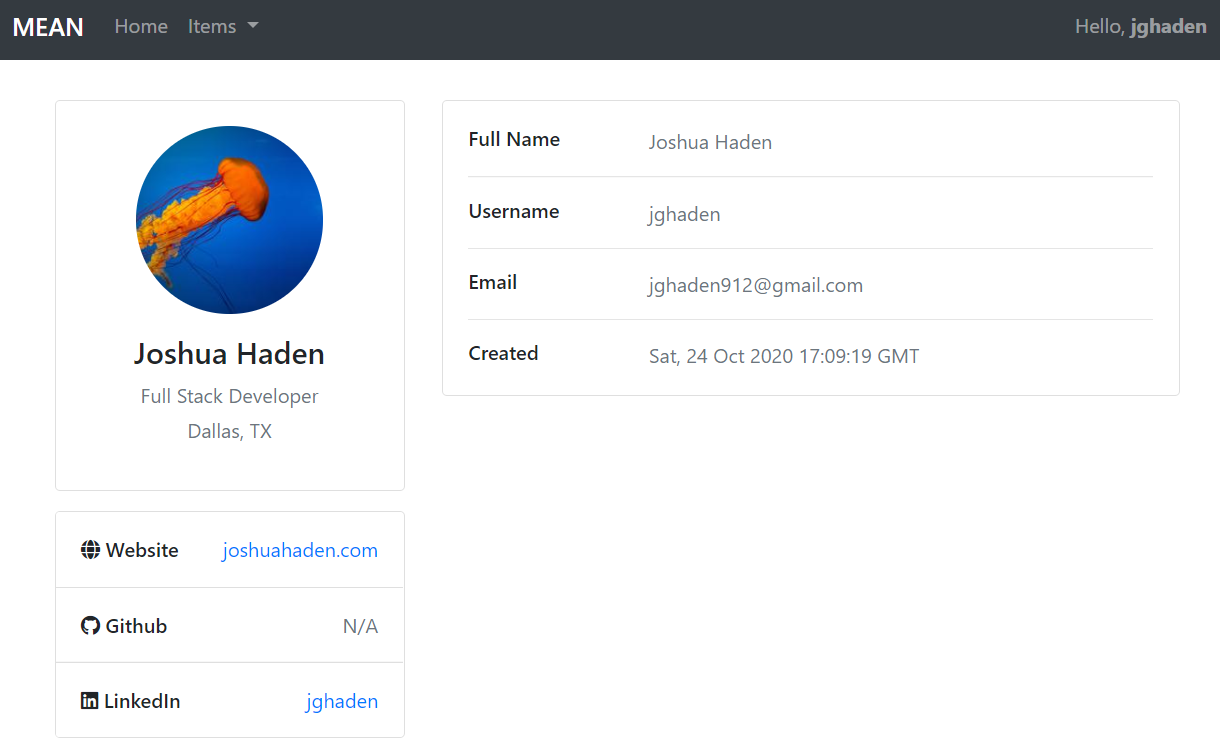 MEAN Home Items Hello, jghaden
Joshua Haden
Full Stack Developer
Dallas, TX
Website joshuahaden.com
Github N/A
LinkedIn jghaden
Full Name Joshua Haden
Username jghaden
Email jghaden912@gmail.com
Created Sat, 24 Oct 2020 17:09:19 GMT